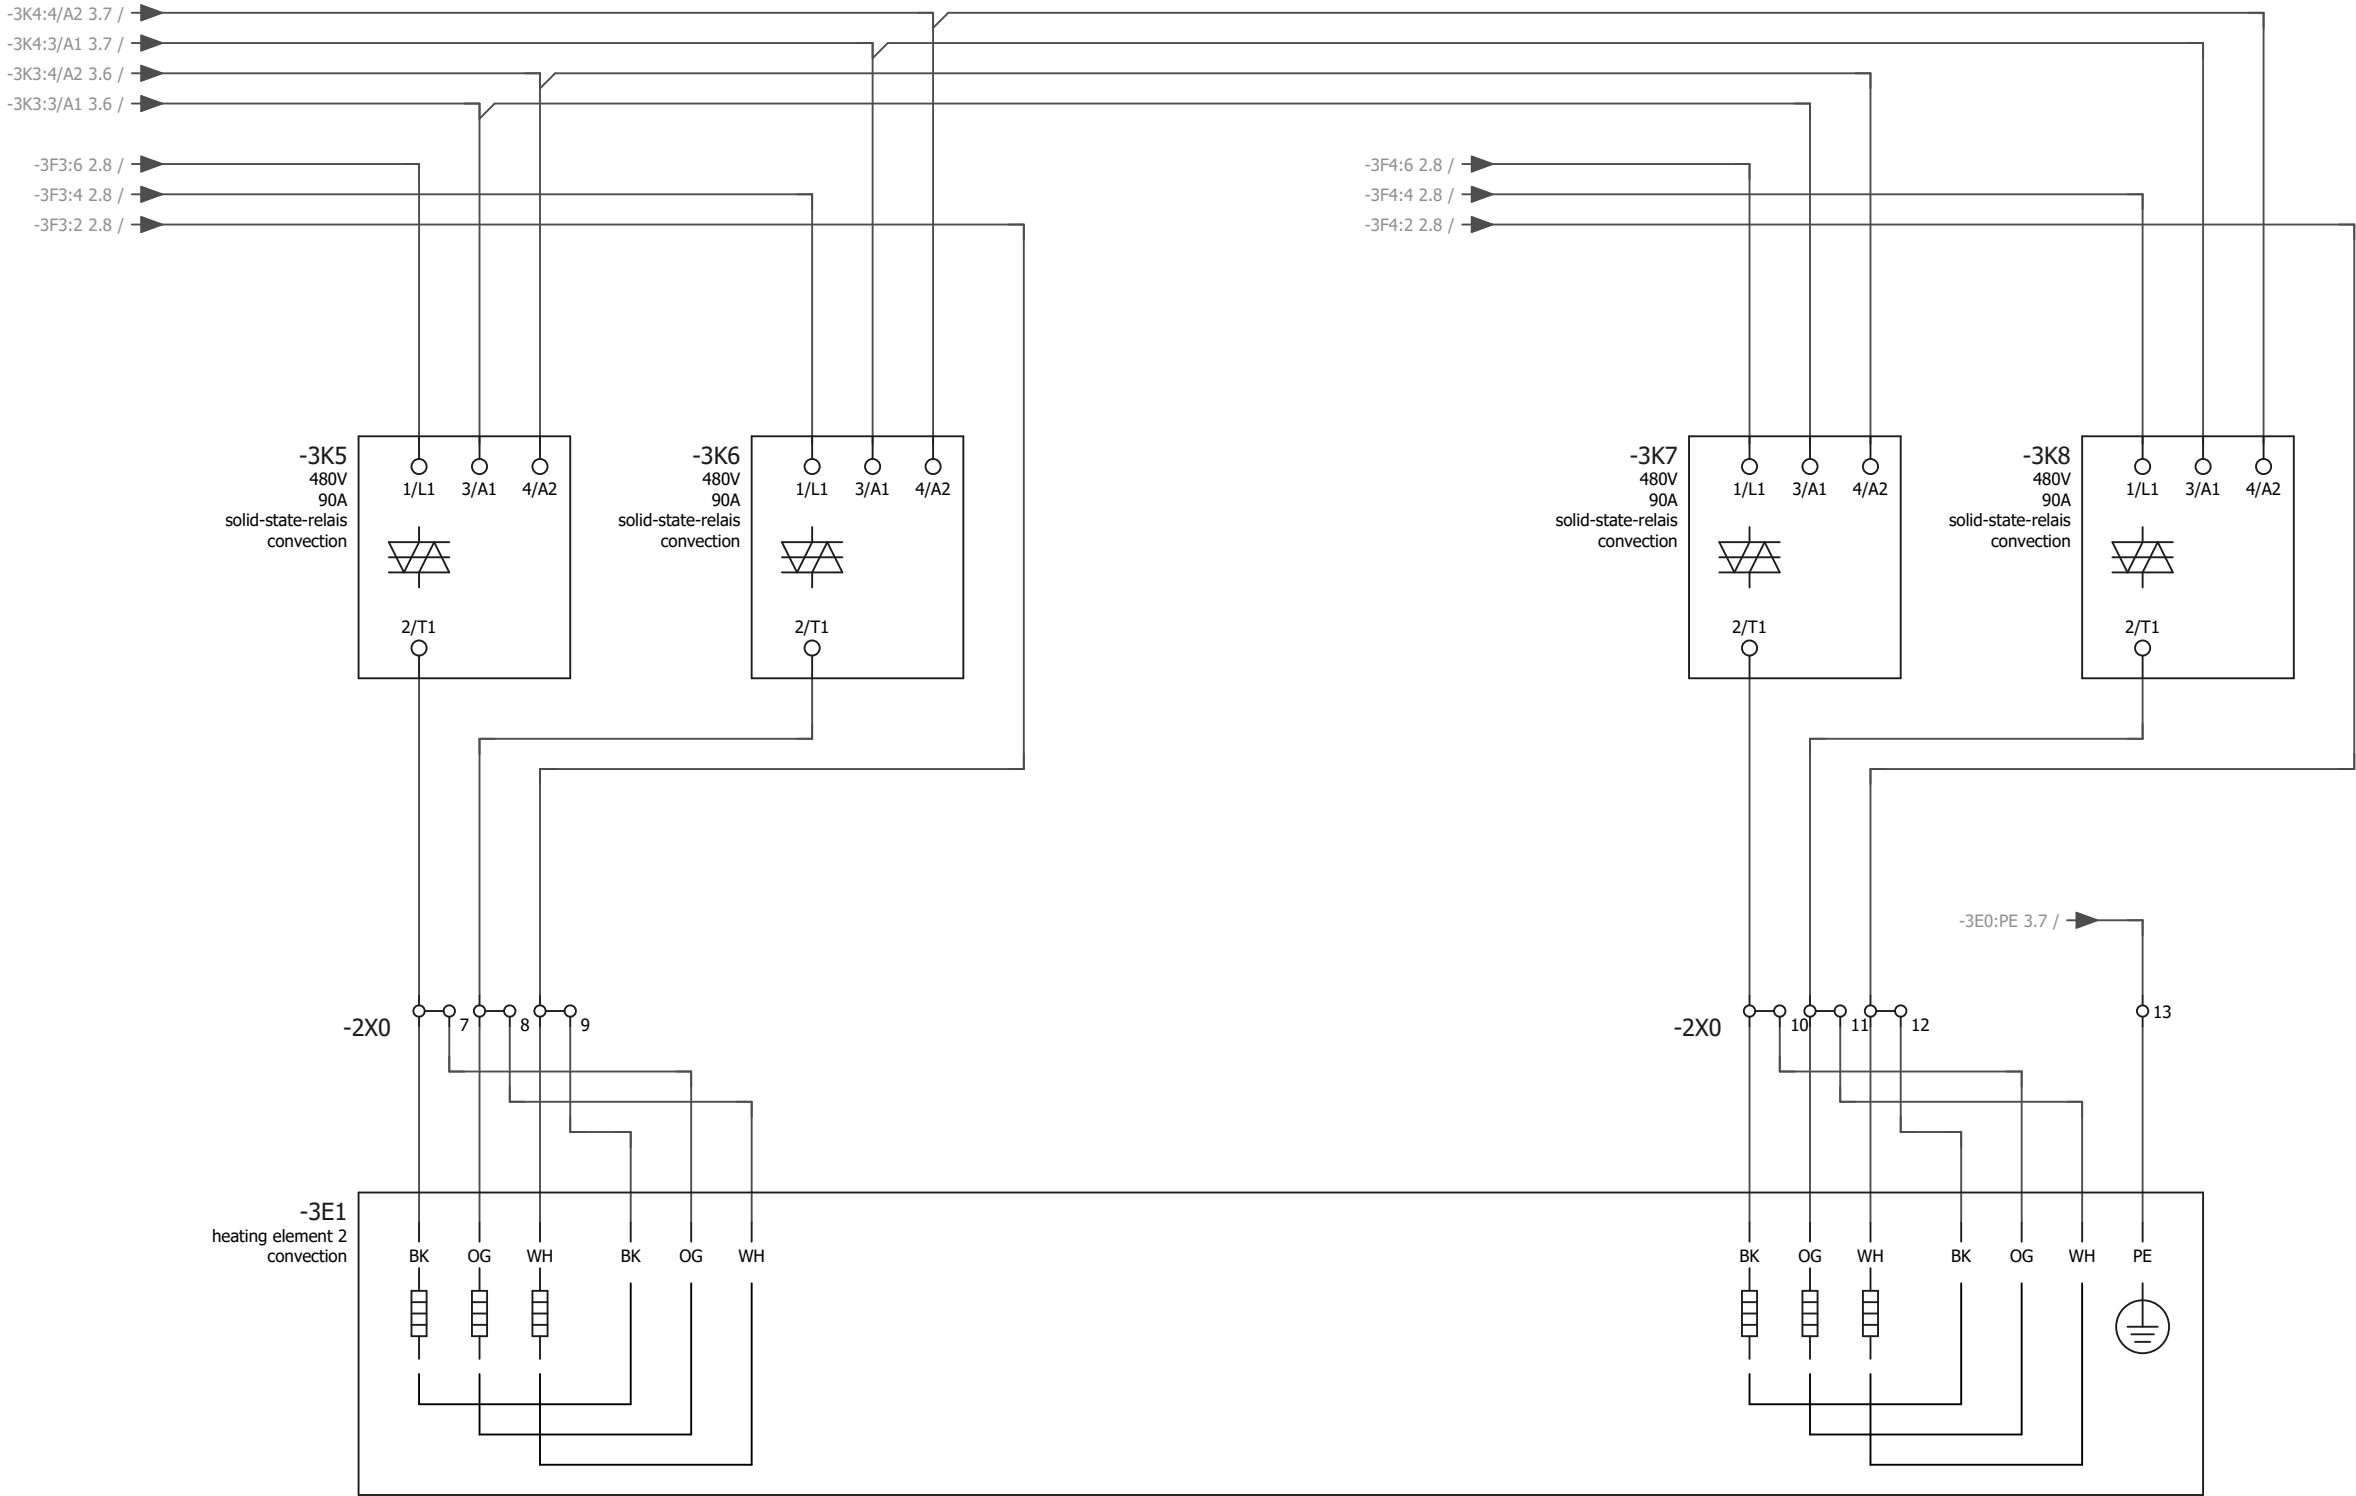 -3K4:4/A2 3.7 /
-3K4:3/A1 3.7 /
-3K3:4/A2 3.6 /
-3K3:3/A1 3.6 /
-3F3:6 2.8 /
-3F3:4 2.8 /
-3F3:2 2.8 /
-3F4:6 2.8 /
-3F4:4 2.8 /
-3F4:2 2.8 /
-3K5
480V
90A
solid-state-relais
convection
1/L1 3/A1 4/A2
2/T1
-3K6
480V
90A
solid-state-relais
convection
1/L1 3/A1 4/A2
2/T1
-3K7
480V
90A
solid-state-relais
convection
1/L1 3/A1 4/A2
2/T1
-3K8
480V
90A
solid-state-relais
convection
1/L1 3/A1 4/A2
2/T1
-3E0:PE 3.7 /
-2X0
7 8 9
-2X0
10 11 12
13
-3E1
heating element 2
convection
BK OG WH BK OG WH
BK OG WH BK OG WH PE